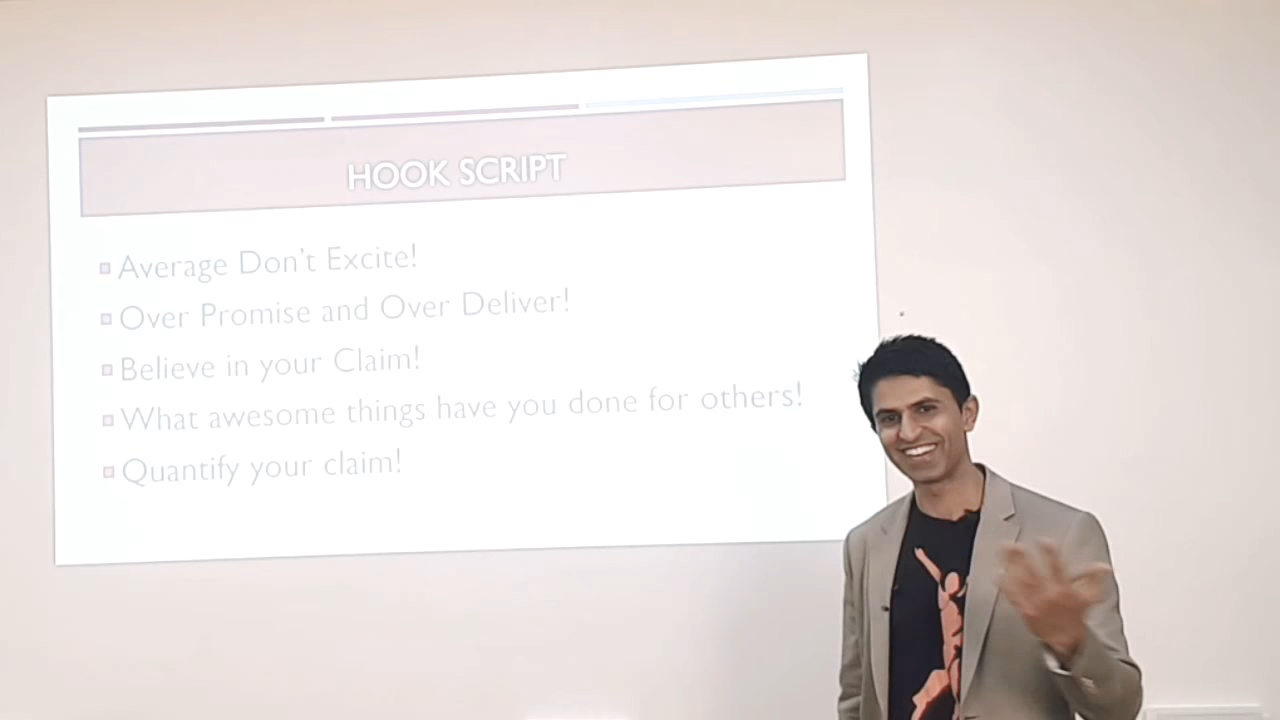 HOOK SCRIPT
Average Don't Excite!
Over Promise and Over Deliver!
Believe in your Claim!
What awesome things have you done for others!
Quantify your claim!